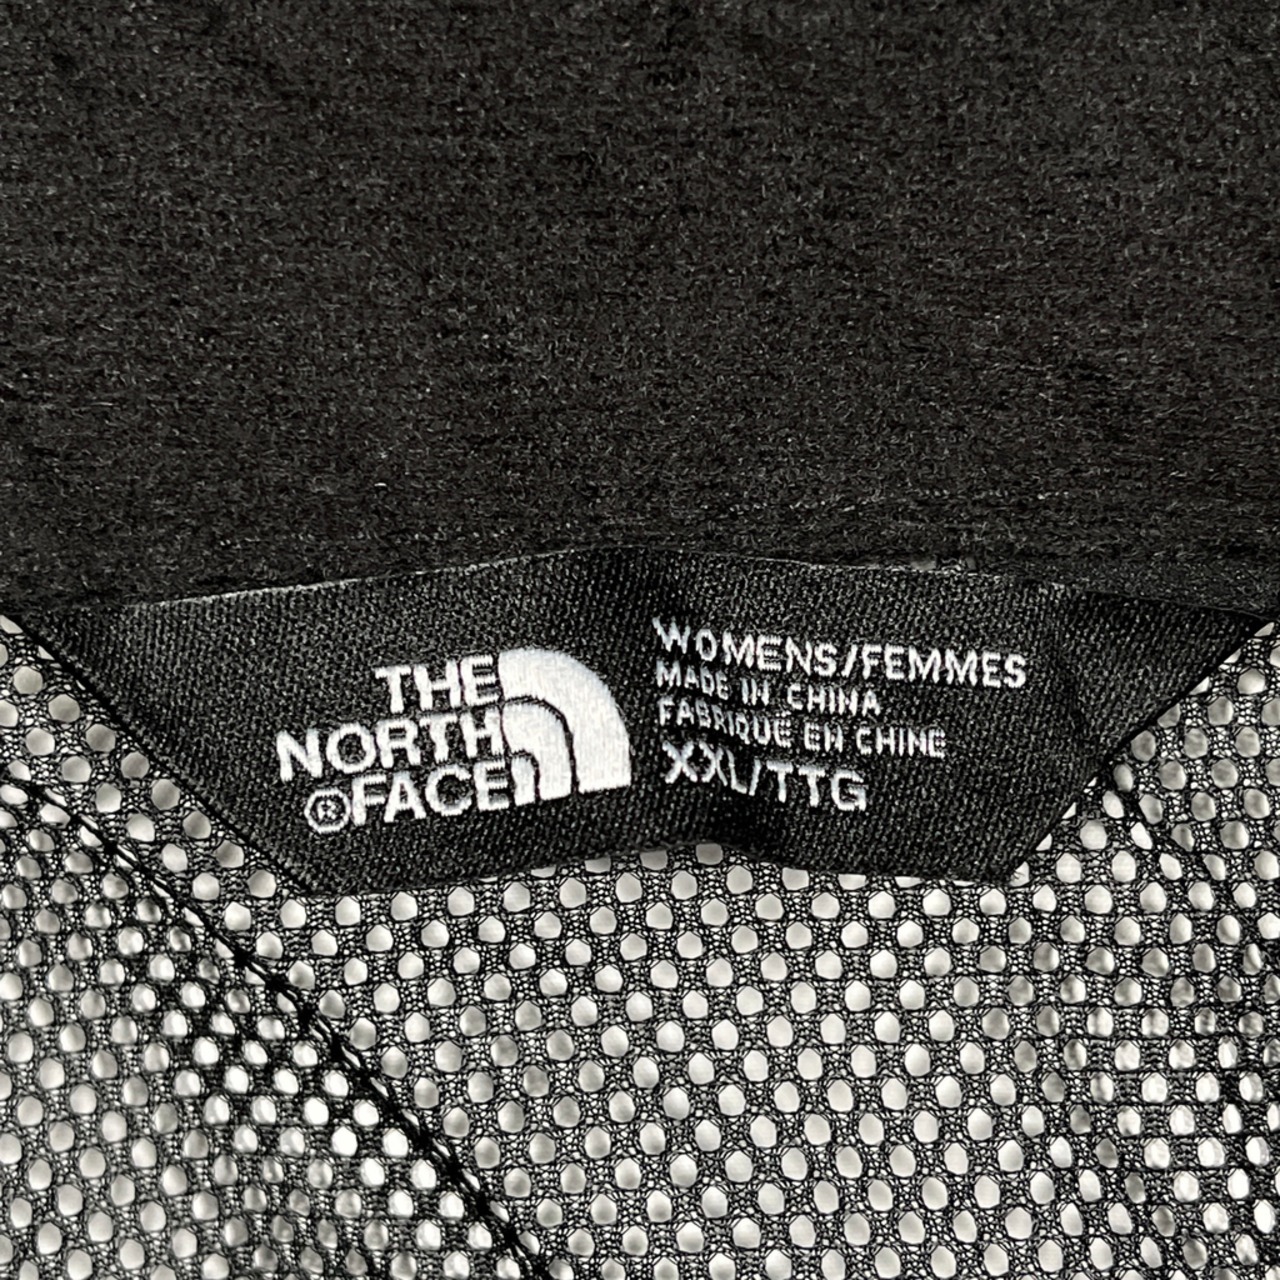 THE
NORTH
®FACE
WOMENS/FEMMES
MADE IN CHINA
FABRIQUE EN CHINE
XXL/TTG